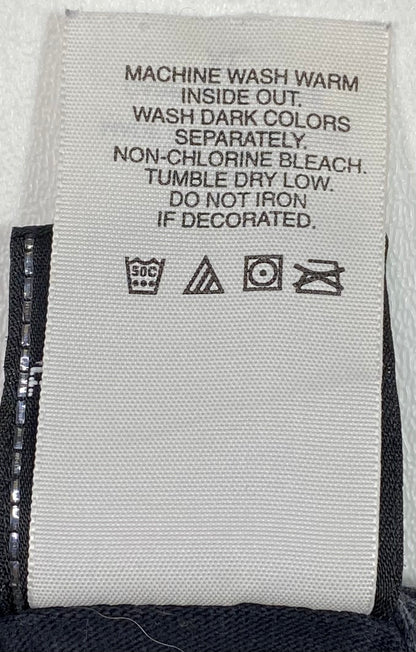 MACHINE WASH WARM
INSIDE OUT.
WASH DARK COLORS
SEPARATELY.
NON-CHLORINE BLEACH.
TUMBLE DRY LOW.
DO NOT IRON
IF DECORATED.
50C